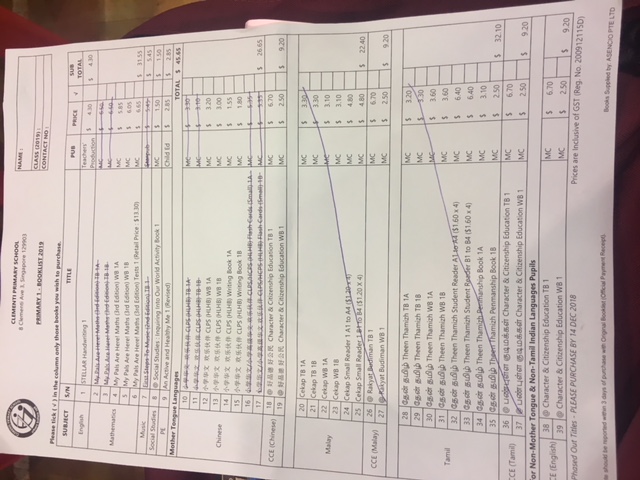 CLEMENTI PRIMARY SCHOOL
8 Clementi Ave 3, Singapore 129903
PRIMARY 1 - BOOKLIST 2019
NAME :
CLASS (2019) :
CONTACT NO :
Please tick ( √ ) in the column only those books you wish to purchase.
SUBJECT S/N TITLE PUB PRICE √ SUB TOTAL
English 1 STELLAR Handwriting 1 Teachers' Production $ 4.30 $ 4.30
2 My Pals Are Here! Maths (3rd Edition) TB 1A MC $ 6.50
3 My Pals Are Here! Maths (3rd Edition) TB 1B MC $ 6.50
Mathematics 4 My Pals Are Here! Maths (3rd Edition) WB 1A MC $ 5.85
5 My Pals Are Here! Maths (3rd Edition) WB 1B MC $ 6.05
6 My Pals Are Here! Maths (3rd Edition) Tests 1 (Retail Price : $13.30) MC $ 6.65 $ 31.55
Music 7 First Steps To Music (2nd Edition) TB 1 Starpub $ 5.45 $ 5.45
Social Studies 8 @ Social Studies : Inquiring Into Our World Activity Book 1 MC $ 1.50 $ 1.50
PE 9 An Active and Healthy Me 1 (Revised) Child Ed $ 2.85 $ 2.85
Mother Tongue Languages TOTAL $ 45.65
10 小学华文 欢乐伙伴 CLPS (HLHB) TB 1A MC $ 3.30
11 小学华文 欢乐伙伴 CLPS (HLHB) TB 1B MC $ 3.10
12 小学华文 欢乐伙伴 CLPS (HLHB) WB 1A MC $ 3.20
Chinese 13 小学华文 欢乐伙伴 CLPS (HLHB) WB 1B MC $ 3.00
14 小学华文 欢乐伙伴 CLPS (HLHB) Writing Book 1A MC $ 1.55
15 小学华文 欢乐伙伴 CLPS (HLHB) Writing Book 1B MC $ 1.80
16 小学华文/小学高级华文 欢乐伙伴 CLPS/HCPS (HLHB) Flash Cards (Small) 1A MC $ 5.35
17 小学华文/小学高级华文 欢乐伙伴 CLPS/HCPS (HLHB) Flash Cards (Small) 1B MC $ 5.35 $ 26.65
CCE (Chinese) 18 @ 好品德 好公民 Character & Citizenship Education TB 1 MC $ 6.70
19 @ 好品德 好公民 Character & Citizenship Education WB 1 MC $ 2.50 $ 9.20
20 Cekap TB 1A MC $ 3.30
21 Cekap TB 1B MC $ 3.30
Malay 22 Cekap WB 1A MC $ 3.10
23 Cekap WB 1B MC $ 3.10
24 Cekap Small Reader 1 A1 to A4 ($1.20 x 4) MC $ 4.80
25 Cekap Small Reader 1 B1 to B4 ($1.20 X 4) MC $ 4.80 $ 22.40
CCE (Malay) 26 @ Rakyat Budiman TB 1 MC $ 6.70
27 @ Rakyat Budiman WB 1 MC $ 2.50 $ 9.20
28 தேன் தமிழ் Theen Thamizh TB 1A MC $ 3.20
29 தேன் தமிழ் Theen Thamizh TB 1B MC $ 3.30
30 தேன் தமிழ் Theen Thamizh WB 1A MC $ 3.60
Tamil 31 தேன் தமிழ் Theen Thamizh WB 1B MC $ 3.60
32 தேன் தமிழ் Theen Thamizh Student Reader A1 to A4 ($1.60 x 4) MC $ 6.40
33 தேன் தமிழ் Theen Thamizh Student Reader B1 to B4 ($1.60 x 4) MC $ 6.40
34 தேன் தமிழ் Theen Thamizh Penmanship Book 1A MC $ 3.10
35 தேன் தமிழ் Theen Thamizh Penmanship Book 1B MC $ 2.50 $ 32.10
CCE (Tamil) 36 @ பண்புள்ள குடிமக்கள் Character & Citizenship Education TB 1 MC $ 6.70
37 @ பண்புள்ள குடிமக்கள் Character & Citizenship Education WB 1 MC $ 2.50 $ 9.20
For Non-Mother Tongue & Non-Tamil Indian Languages Pupils
CE (English) 38 @ Character & Citizenship Education TB 1 MC $ 6.70
39 @ Character & Citizenship Education WB 1 MC $ 2.50 $ 9.20
Phased Out Titles - PLEASE PURCHASE BY 14 DEC 2018 Prices are Inclusive of GST (Reg. No. 200912115D)
should be reported within 3 days of purchase with Original Booklist (Official Payment Receipt). Books Supplied by: ASENCIO PTE LTD